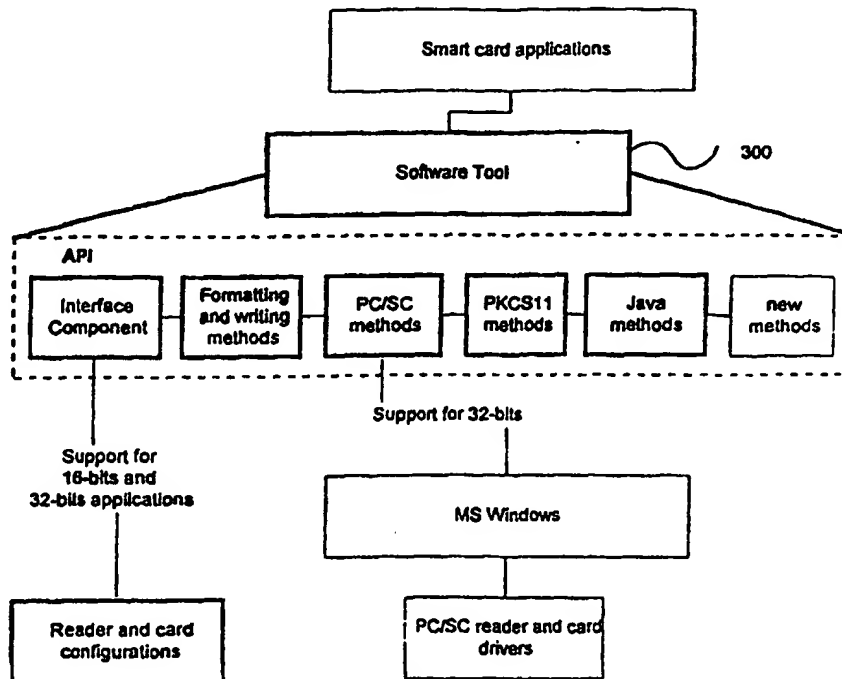 Smart card applications
Software Tool
300
API
Interface
Component
Formatting
and writing
methods
PC/SC
methods
PKCS11
methods
Java
methods
new
methods
Support for 32-bits
Support for
16-bits and
32-bits applications
MS Windows
Reader and card
configurations
PC/SC reader and card
drivers